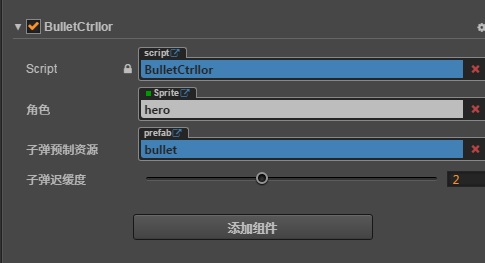 BulletCtrllor
script
Script BulletCtrllor
Sprite
角色 hero
prefab
子弹预制资源 bullet
子弹迟缓度 2
添加组件